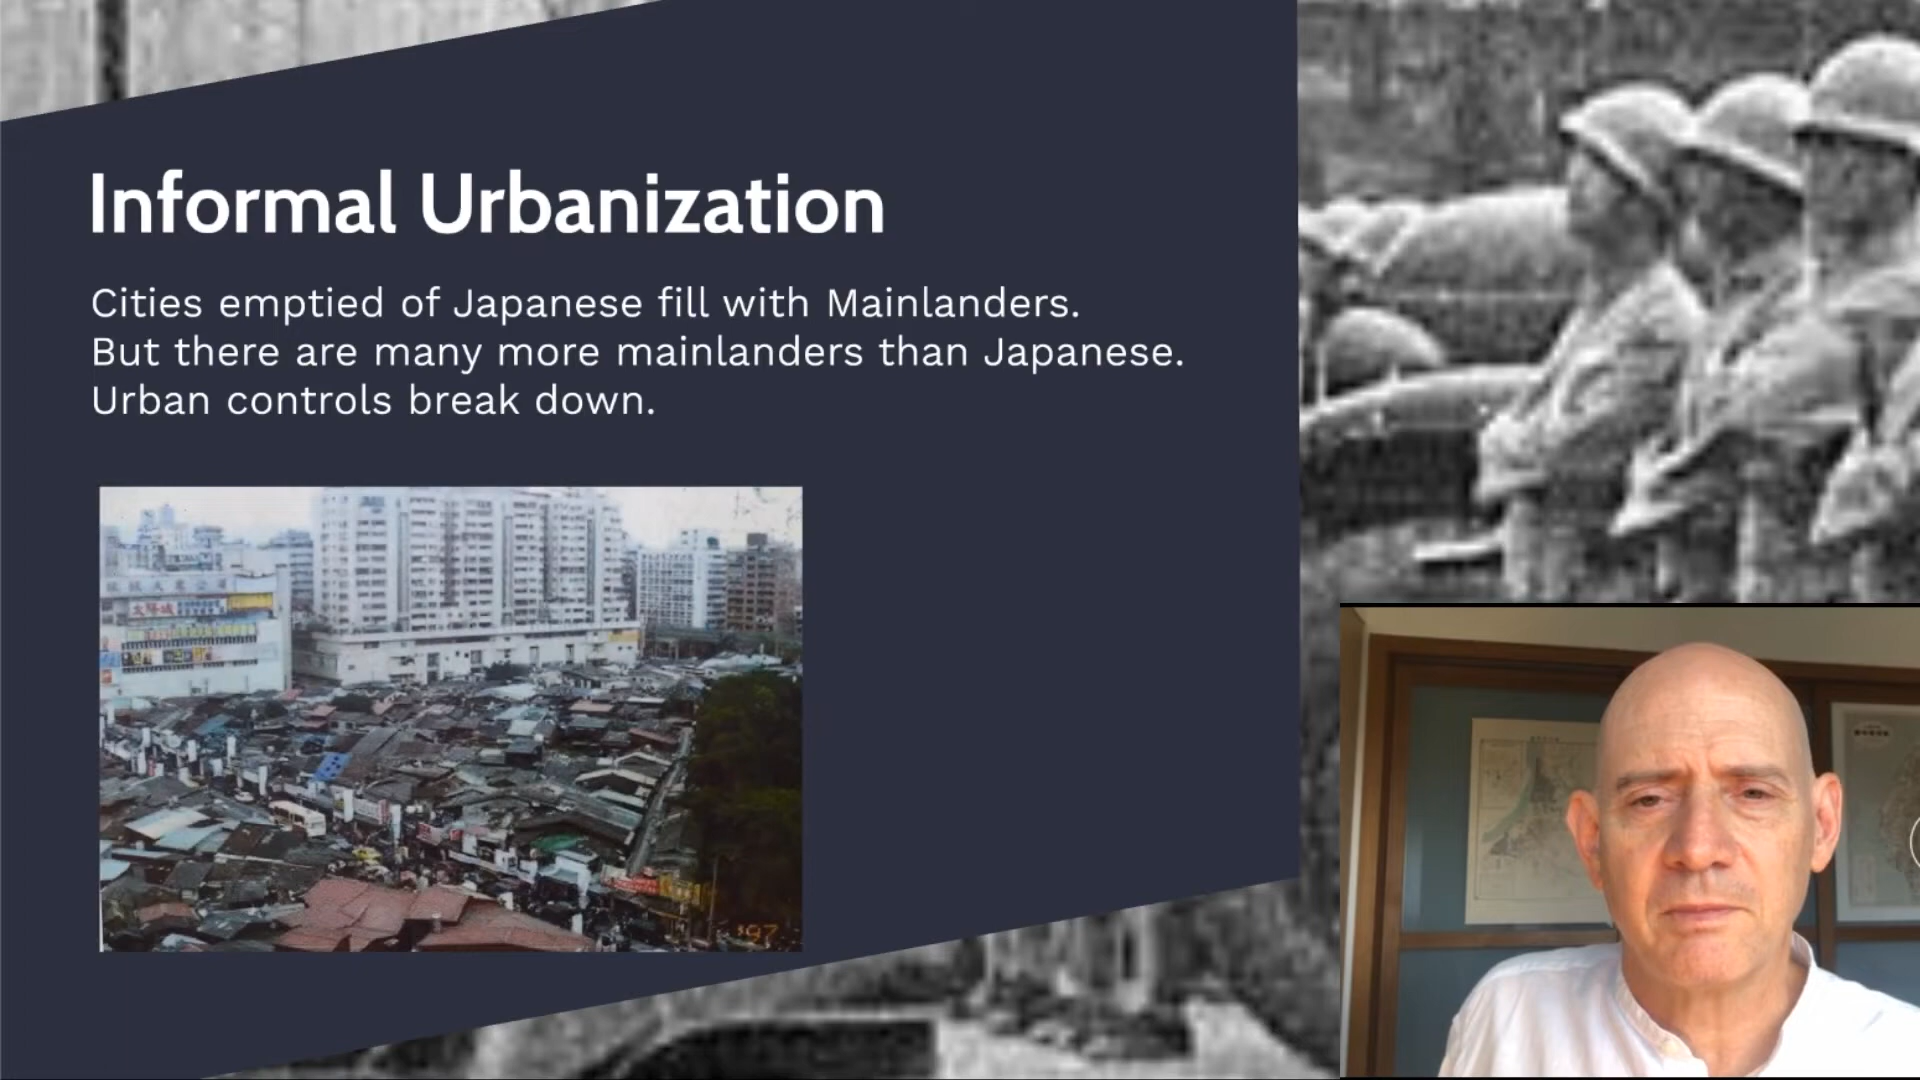 Informal Urbanization
Cities emptied of Japanese fill with Mainlanders.
But there are many more mainlanders than Japanese.
Urban controls break down.
'97